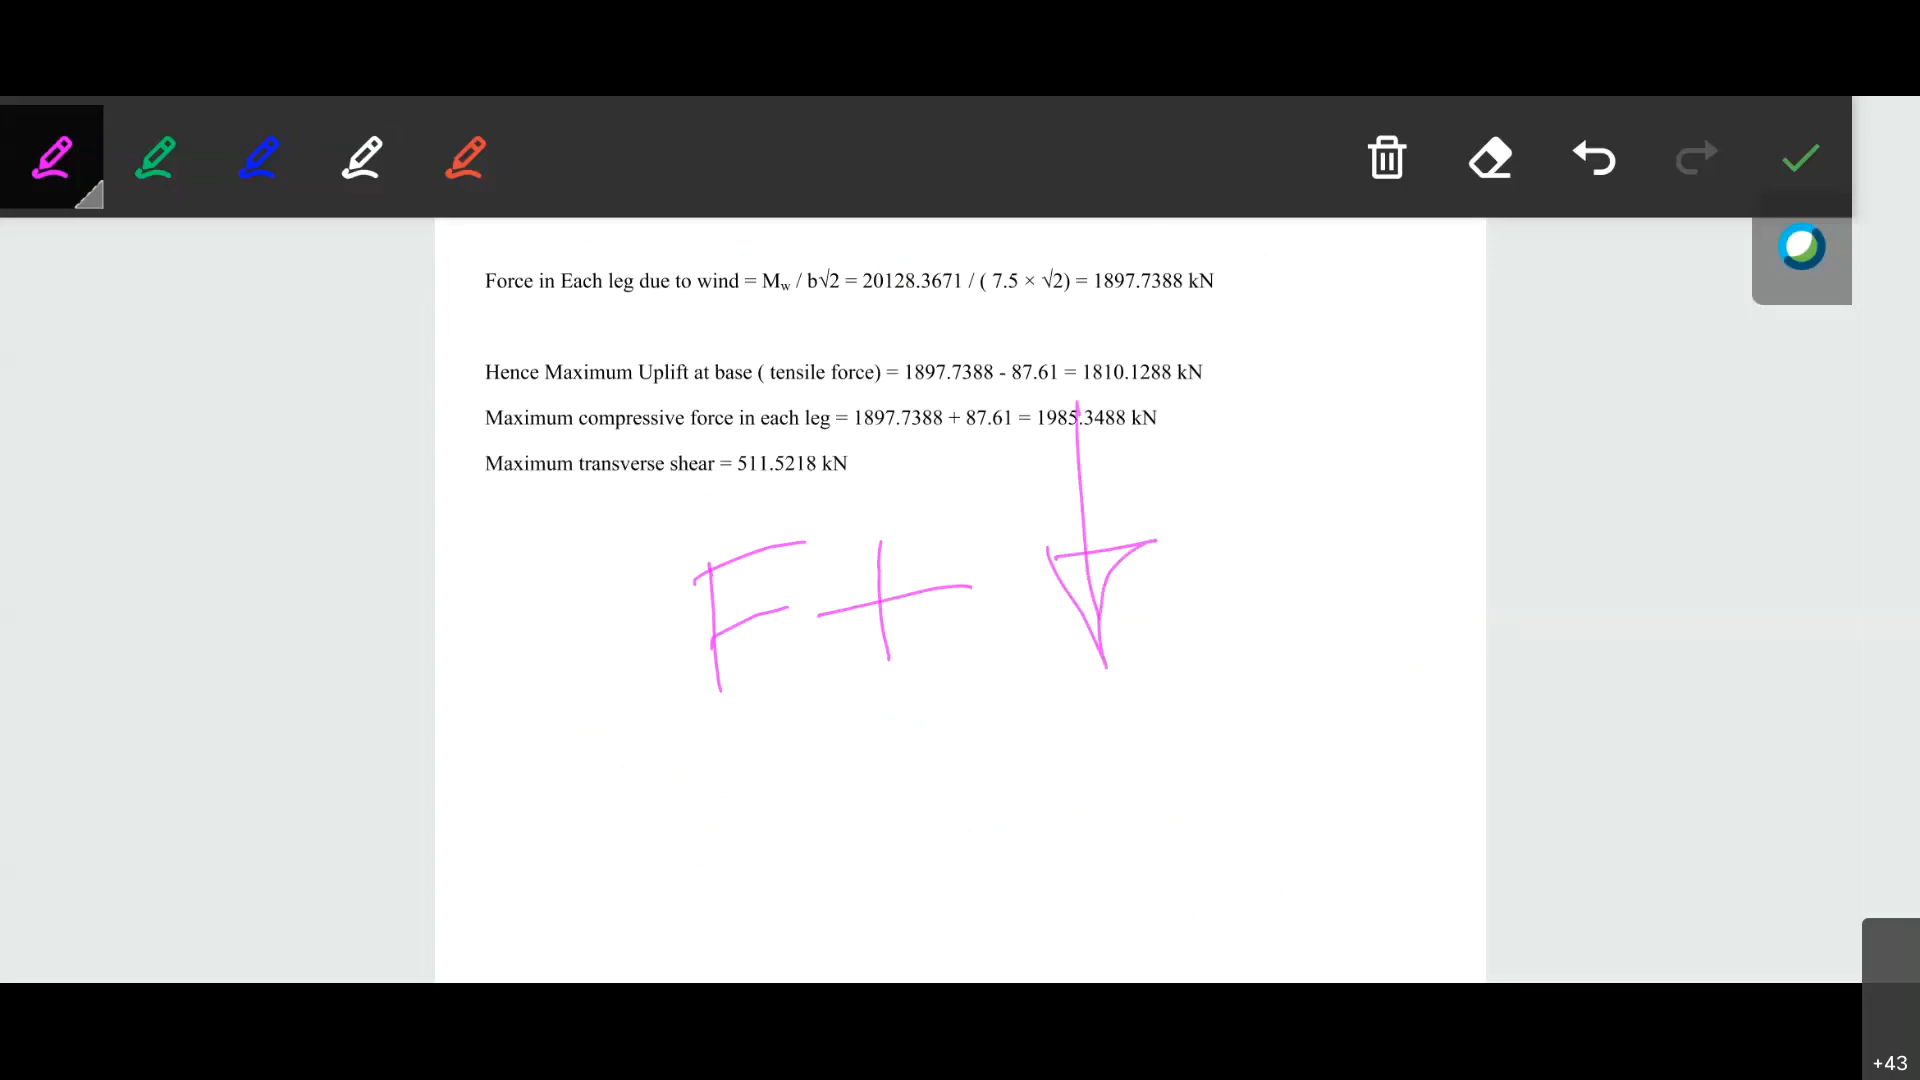 Force in Each leg due to wind = Mw / b√2 = 20128.3671 / ( 7.5 × √2) = 1897.7388 kN
Hence Maximum Uplift at base ( tensile force) = 1897.7388 - 87.61 = 1810.1288 kN
Maximum compressive force in each leg = 1897.7388 + 87.61 = 1985.3488 kN
Maximum transverse shear = 511.5218 kN
F+
+43